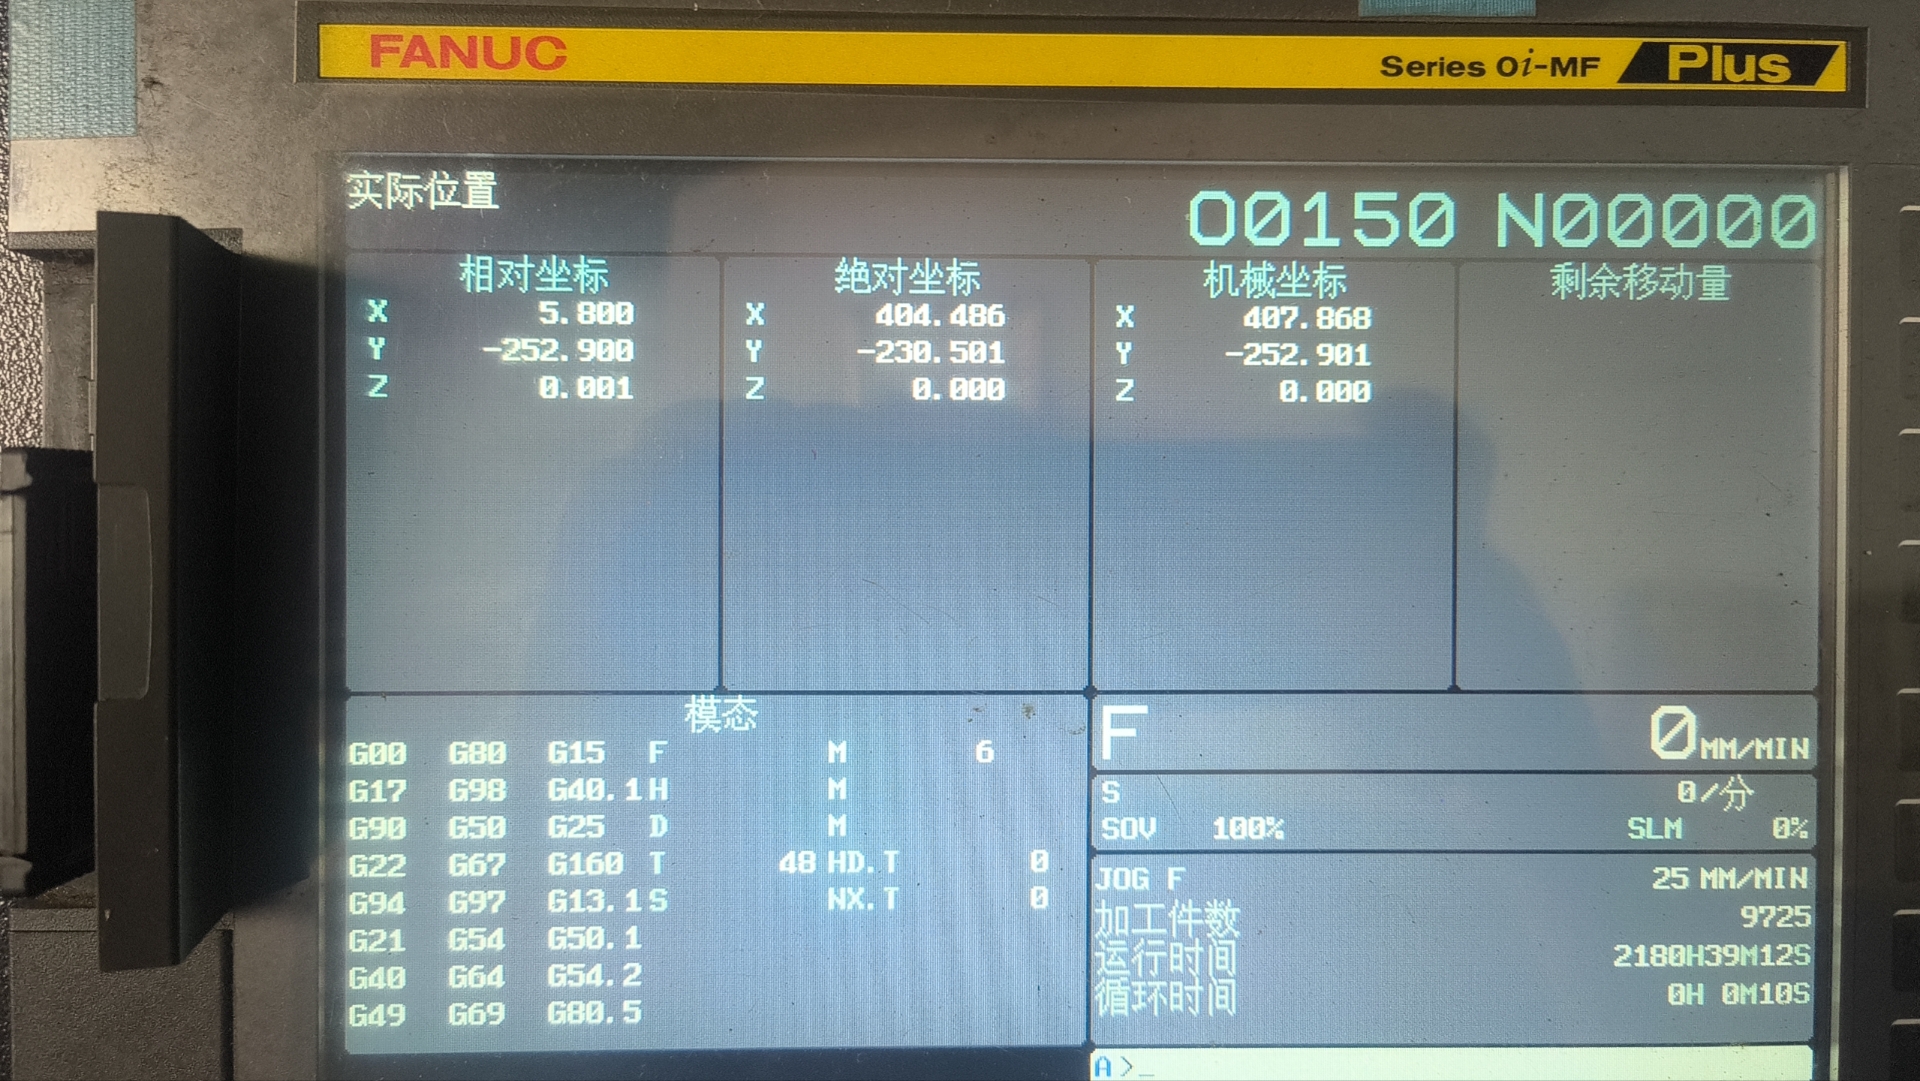 FANUC
Series 0i-MF Plus
实际位置
O0150 N00000
相对坐标
X 5.800
Y -252.900
Z 0.001
绝对坐标
X 404.486
Y -230.501
Z 0.000
机械坐标
X 407.868
Y -252.901
Z 0.000
剩余移动量
模态
G00 G80 G15 F M 6
G17 G98 G40.1 H M
G90 G50 G25 D M
G22 G67 G160 T 48 HD.T 0
G94 G97 G13.1 S NX.T 0
G21 G54 G50.1
G40 G64 G54.2
G49 G69 G80.5
F 0 MM/MIN
S 0/分
SOV 100% SLM 0%
JOG F 25 MM/MIN
加工件数 9725
运行时间 2180H39M12S
循环时间 0H 0M10S
A>_